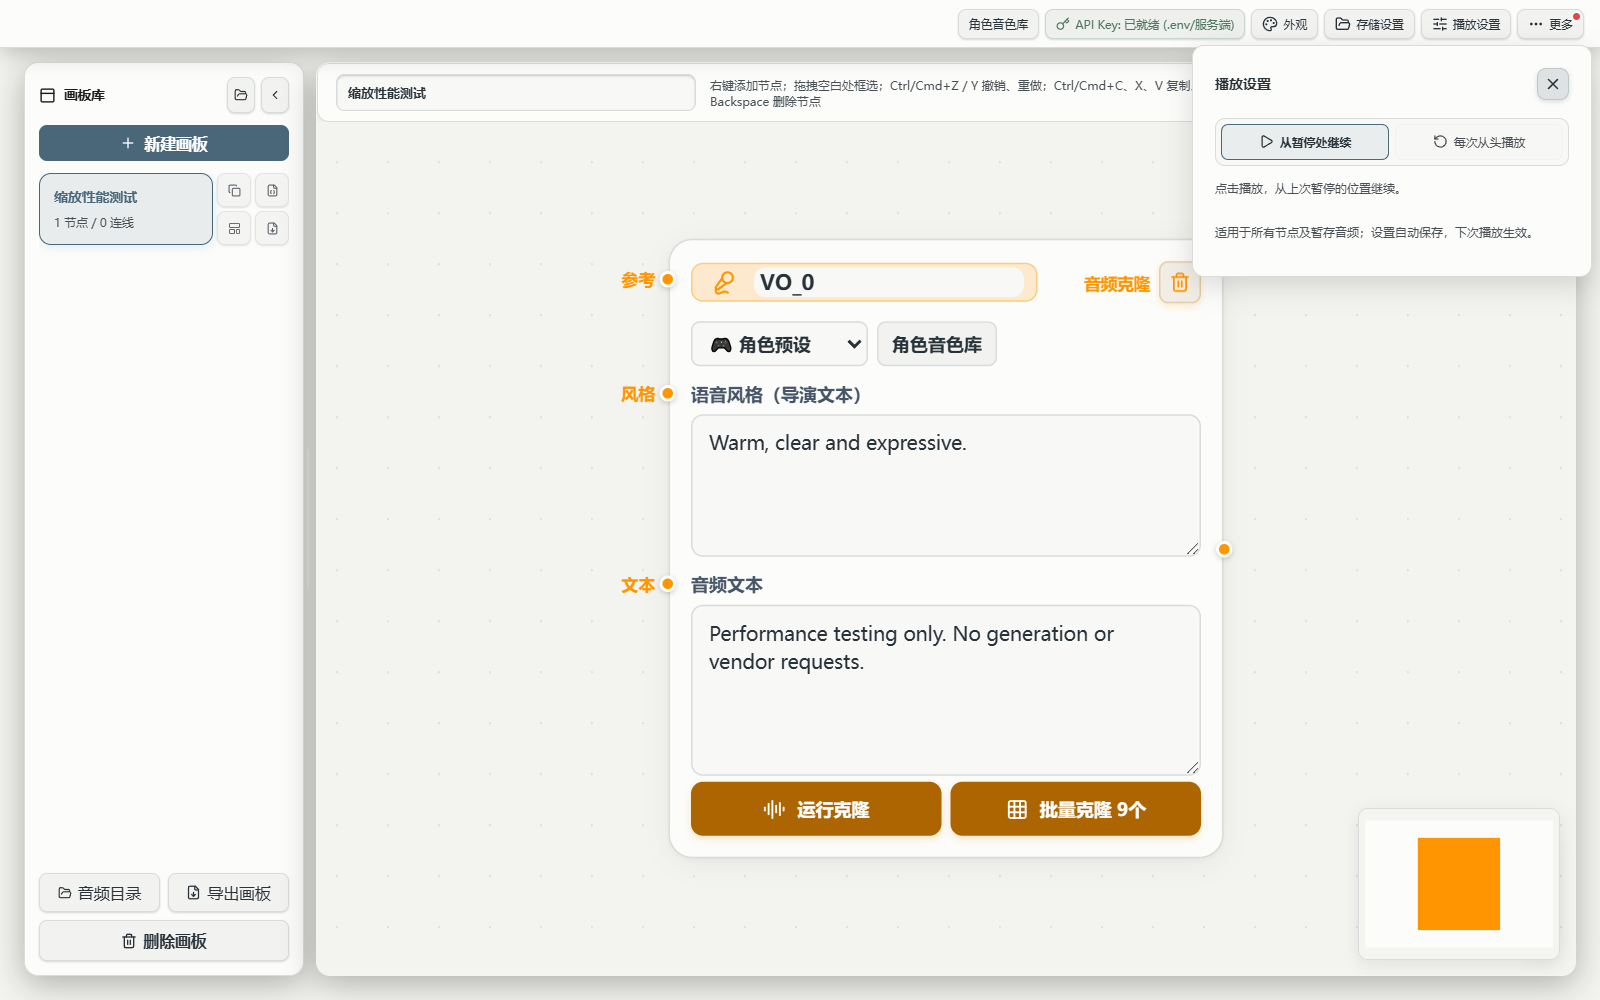 角色音色库
API Key: 已就绪 (.env/服务端)
外观
存储设置
播放设置
更多
画板库
新建画板
缩放性能测试
1 节点 / 0 连线
音频目录
导出画板
删除画板
缩放性能测试
右键添加节点；拖拽空白处框选；Ctrl/Cmd+Z / Y 撤销、重做；Ctrl/Cmd+C、X、V 复制
Backspace 删除节点
播放设置
从暂停处继续
每次从头播放
点击播放，从上次暂停的位置继续。
适用于所有节点及暂存音频；设置自动保存，下次播放生效。
参考
VO_0
音频克隆
角色预设
角色音色库
风格
语音风格（导演文本）
Warm, clear and expressive.
文本
音频文本
Performance testing only. No generation or
vendor requests.
运行克隆
批量克隆 9个